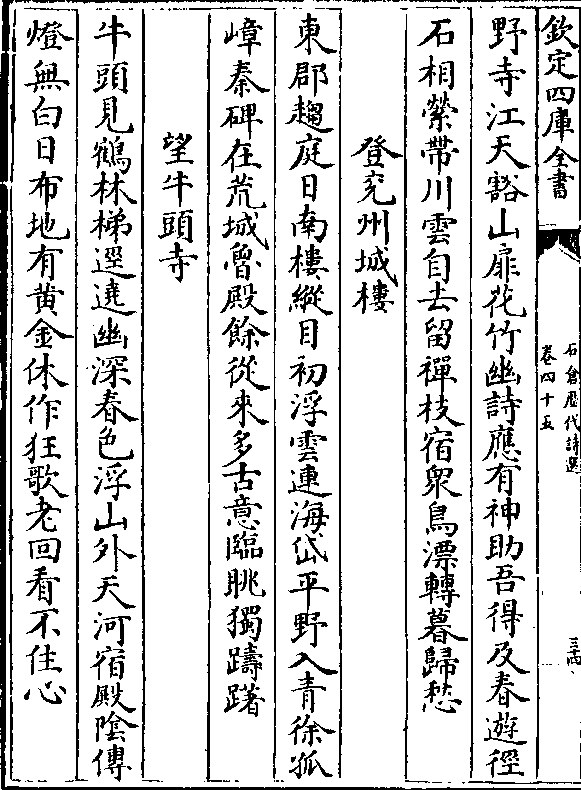 欽定四庫全書
石倉歷代詩選
卷四十五
三十四
野寺江天豁山扉花竹幽詩應有神助吾得及春遊徑
石相縈帶川雲自去留禪枝宿衆鳥漂轉暮歸愁
登兖州城樓
東郡趨庭日南樓縱目初浮雲連海岱平野入青徐孤
嶂秦碑在荒城魯殿餘從來多古意臨眺獨躊躇
望牛頭寺
牛頭見鶴林梯逕遶幽深春色浮山外天河宿殿陰傳
燈無白日布地有黄金休作狂歌老回看不住心